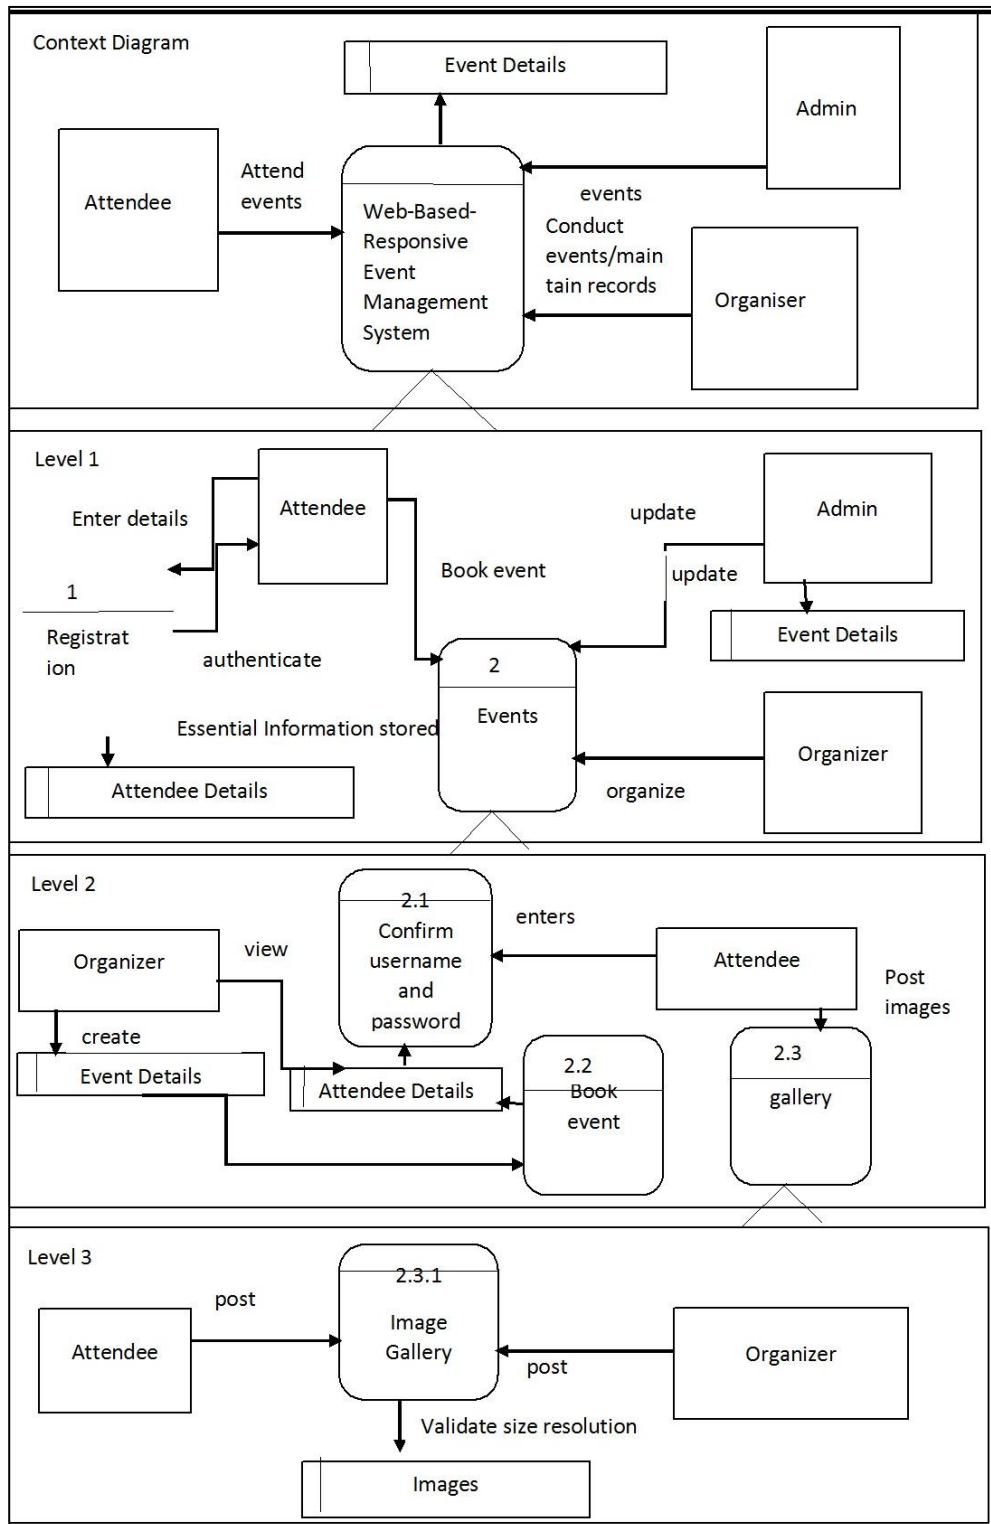 Context Diagram
Event Details
Admin
Attendee
Attend
events
events
Web-Based-
Responsive
Event
Management
System
Conduct
events/main
tain records
Organiser
Level 1
Attendee
Admin
Enter details
update
Book event
update
1
Registrat
ion
authenticate
Event Details
2
Events
Essential Information stored
Organizer
organize
Attendee Details
Level 2
2.1
Confirm
username
and
password
enters
Organizer
view
Attendee
Post
images
create
Event Details
Attendee Details
2.2
Book
event
2.3
gallery
Level 3
2.3.1
Image
Gallery
post
Attendee
Organizer
post
Validate size resolution
Images